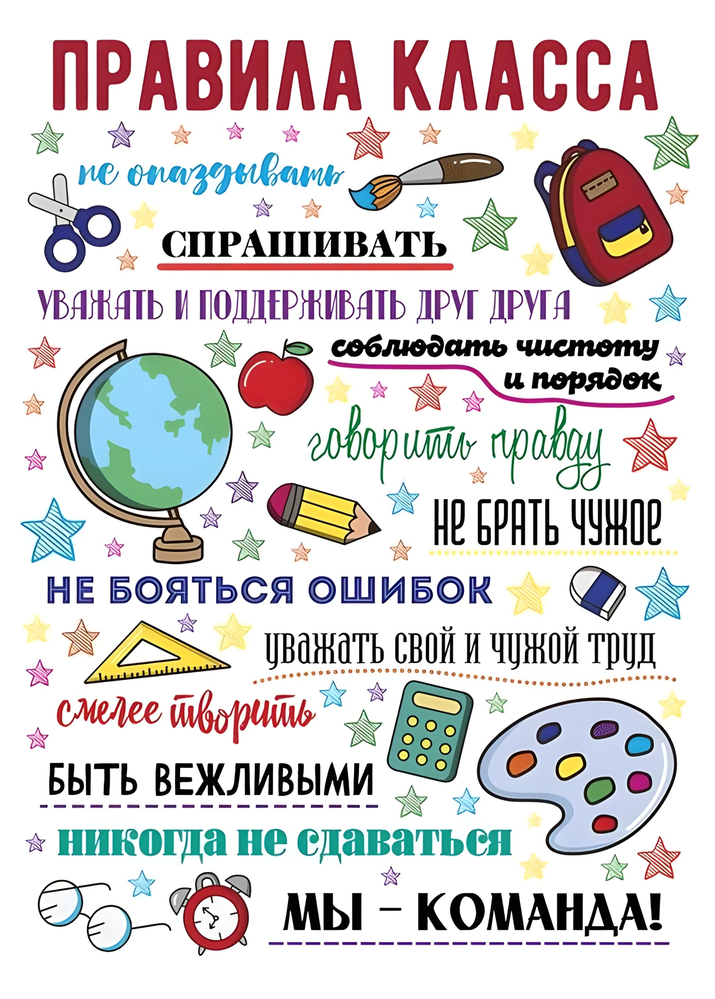 ПРАВИЛА КЛАССА
не опаздывать
СПРАШИВАТЬ
УВАЖАТЬ И ПОДДЕРЖИВАТЬ ДРУГ ДРУГА
соблюдать чистоту
и порядок
говорить правду
НЕ БРАТЬ ЧУЖОЕ
НЕ БОЯТЬСЯ ОШИБОК
уважать свой и чужой труд
смелее творить
БЫТЬ ВЕЖЛИВЫМИ
никогда не сдаваться
МЫ – КОМАНДА!